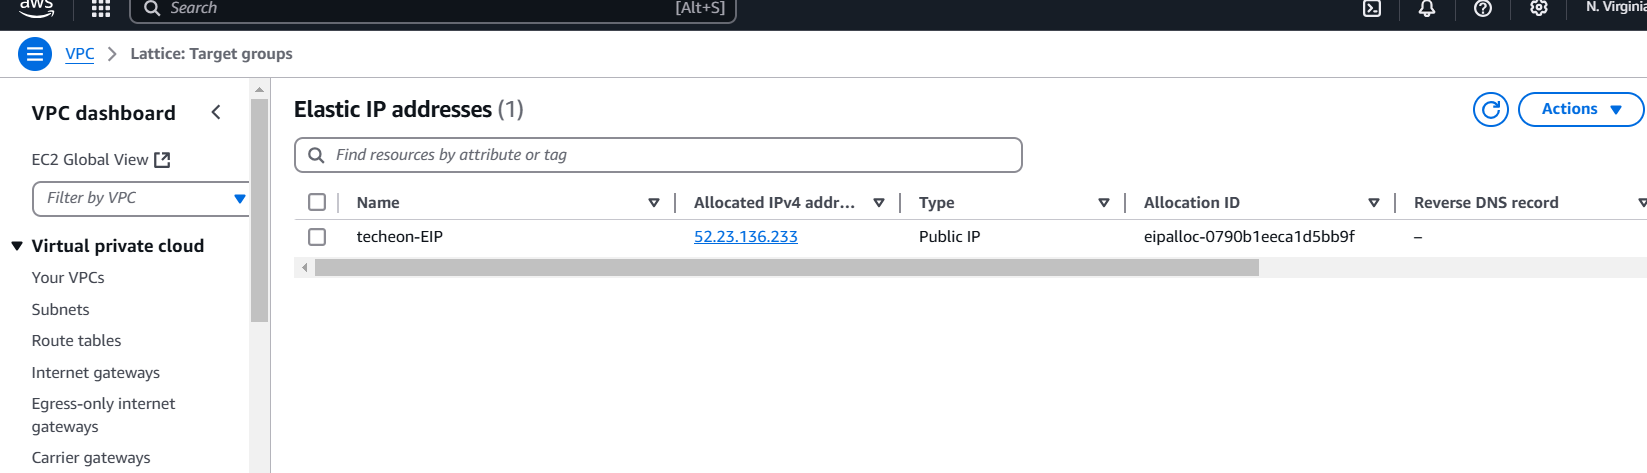 aws Search [Alt+S] N. Virginia
VPC > Lattice: Target groups
VPC dashboard
EC2 Global View
Filter by VPC
Virtual private cloud
Your VPCs
Subnets
Route tables
Internet gateways
Egress-only internet
gateways
Carrier gateways
Elastic IP addresses (1)
Actions
Find resources by attribute or tag
Name Allocated IPv4 addr... Type Allocation ID Reverse DNS record
techeon-EIP 52.23.136.233 Public IP eipalloc-0790b1eeca1d5bb9f –